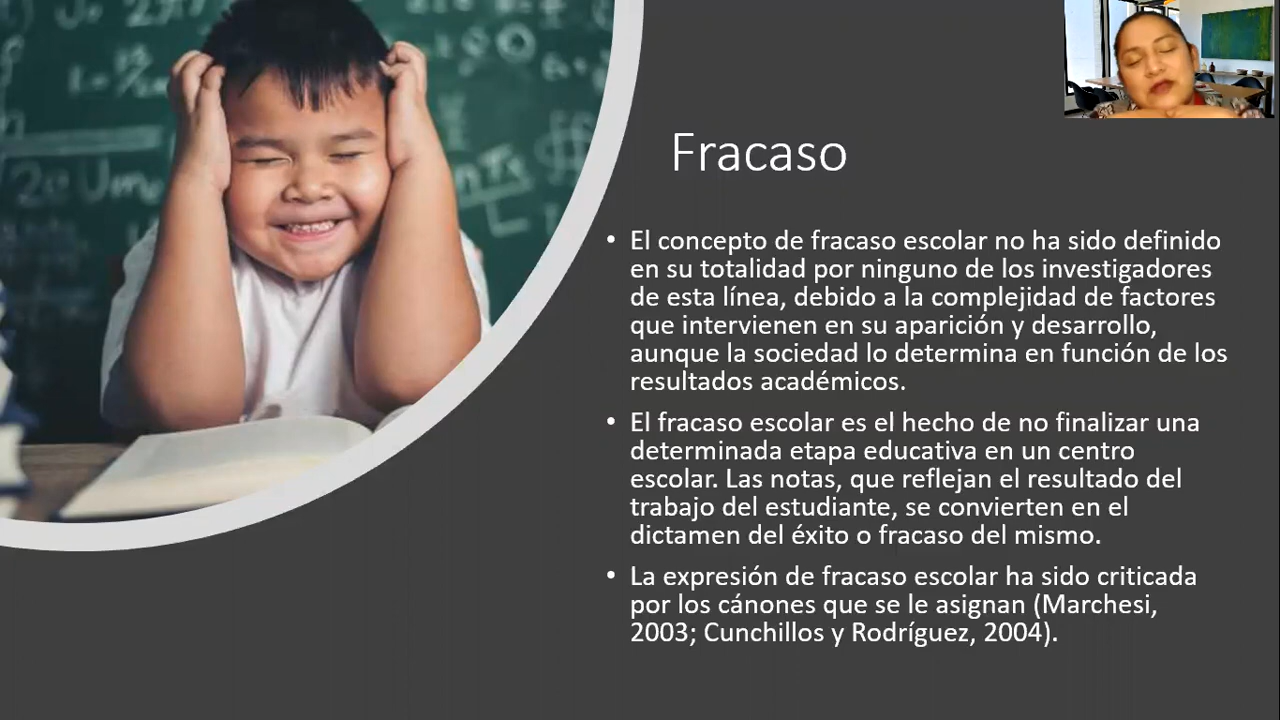 Fracaso
• El concepto de fracaso escolar no ha sido definido
en su totalidad por ninguno de los investigadores
de esta línea, debido a la complejidad de factores
que intervienen en su aparición y desarrollo,
aunque la sociedad lo determina en función de los
resultados académicos.
• El fracaso escolar es el hecho de no finalizar una
determinada etapa educativa en un centro
escolar. Las notas, que reflejan el resultado del
trabajo del estudiante, se convierten en el
dictamen del éxito o fracaso del mismo.
• La expresión de fracaso escolar ha sido criticada
por los cánones que se le asignan (Marchesi,
2003; Cunchillos y Rodríguez, 2004).